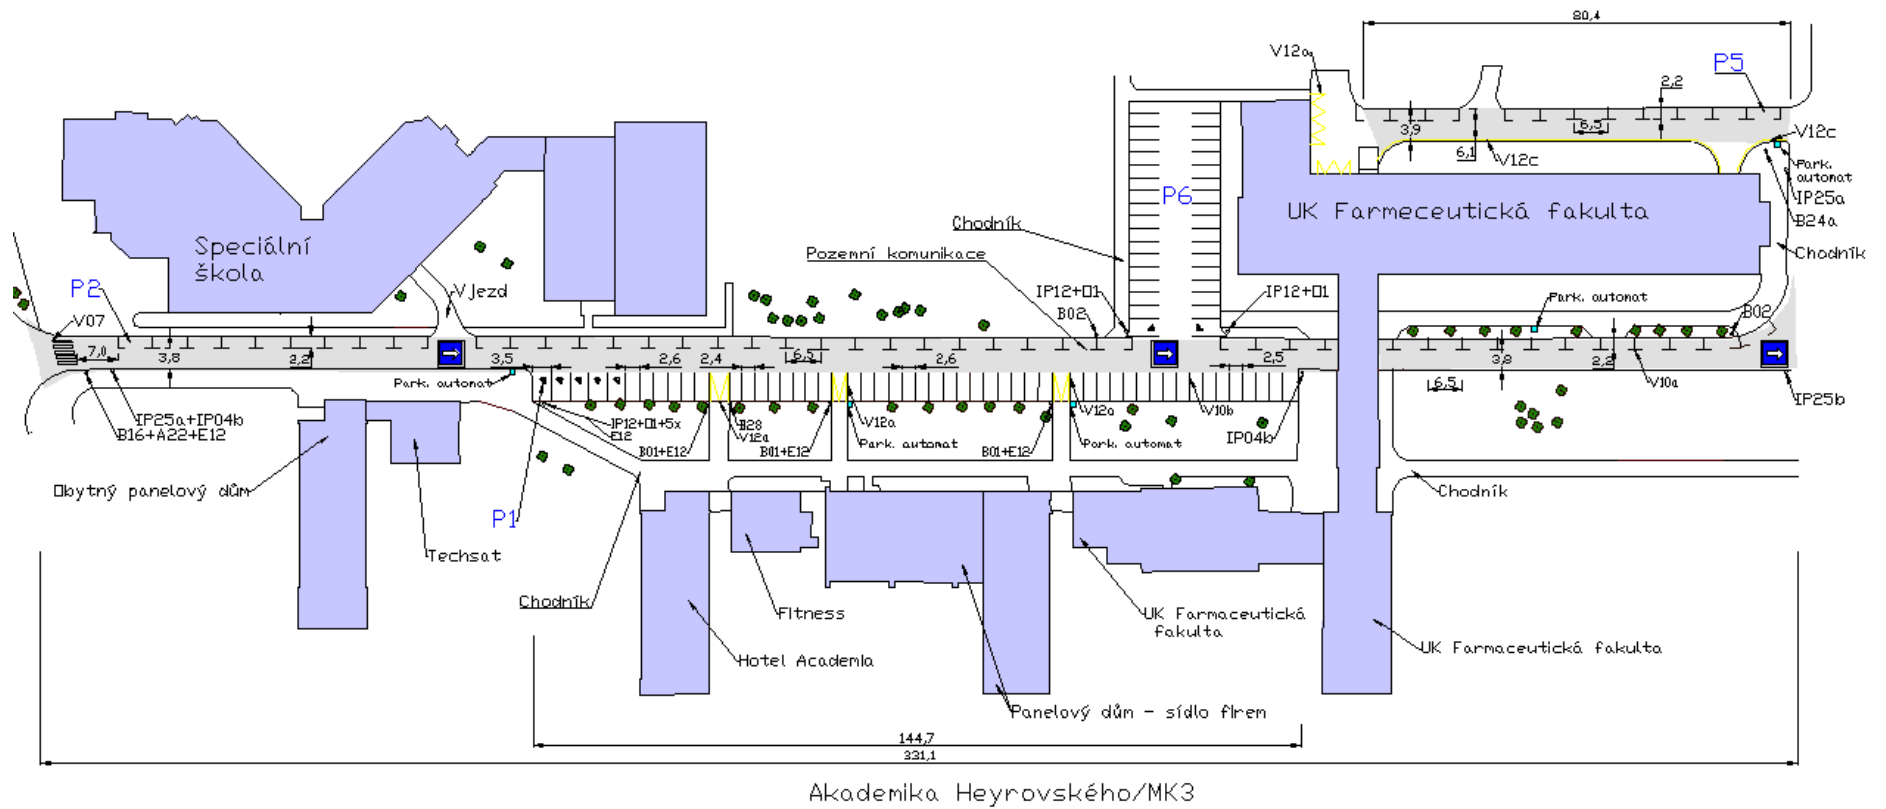 80,4
V12a
P5
2,2
3,9
6,5
6,1
V12c
V12c
Park.
automat
IP25a
B24a
Chodník
P6
UK Farmeceutická fakulta
Chodník
Pozemní komunikace
Speciální
škola
P2
V07
Vjezd
IP12+O1
B02
IP12+O1
Park. automat
B02
7,0
3,8
2,2
3,5
2,6
2,4
6,5
2,6
2,5
3,9
2,2
6,5
V10a
IP25b
Park. automat
IP25a+IP04b
B16+A22+E12
IP12+O1+5x
E12
B28
V12a
B01+E12
B01+E12
V12a
Park. automat
B01+E12
V12a
Park. automat
V10b
IP04b
Obytný panelový dům
P1
Techsat
Chodník
Chodník
Fitness
UK Farmaceutická
fakulta
Hotel Academia
UK Farmaceutická fakulta
Panelový dům - sídlo firem
144,7
331,1
Akademika Heyrovského/MK3